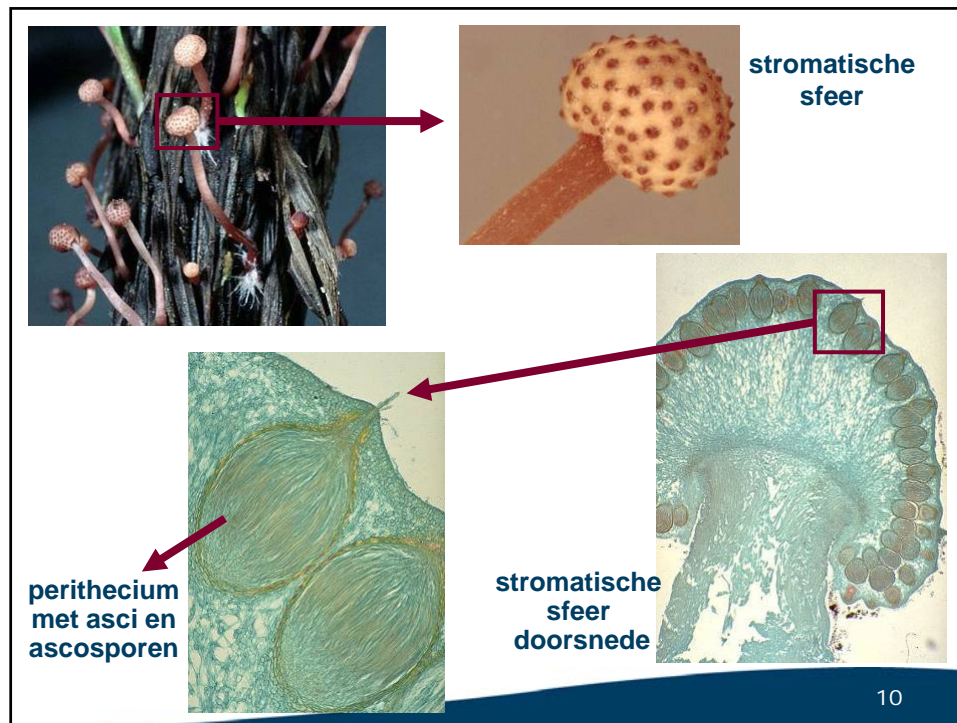 stromatische
sfeer
perithecium
met asci en
ascosporen
stromatische
sfeer
doorsnede
10